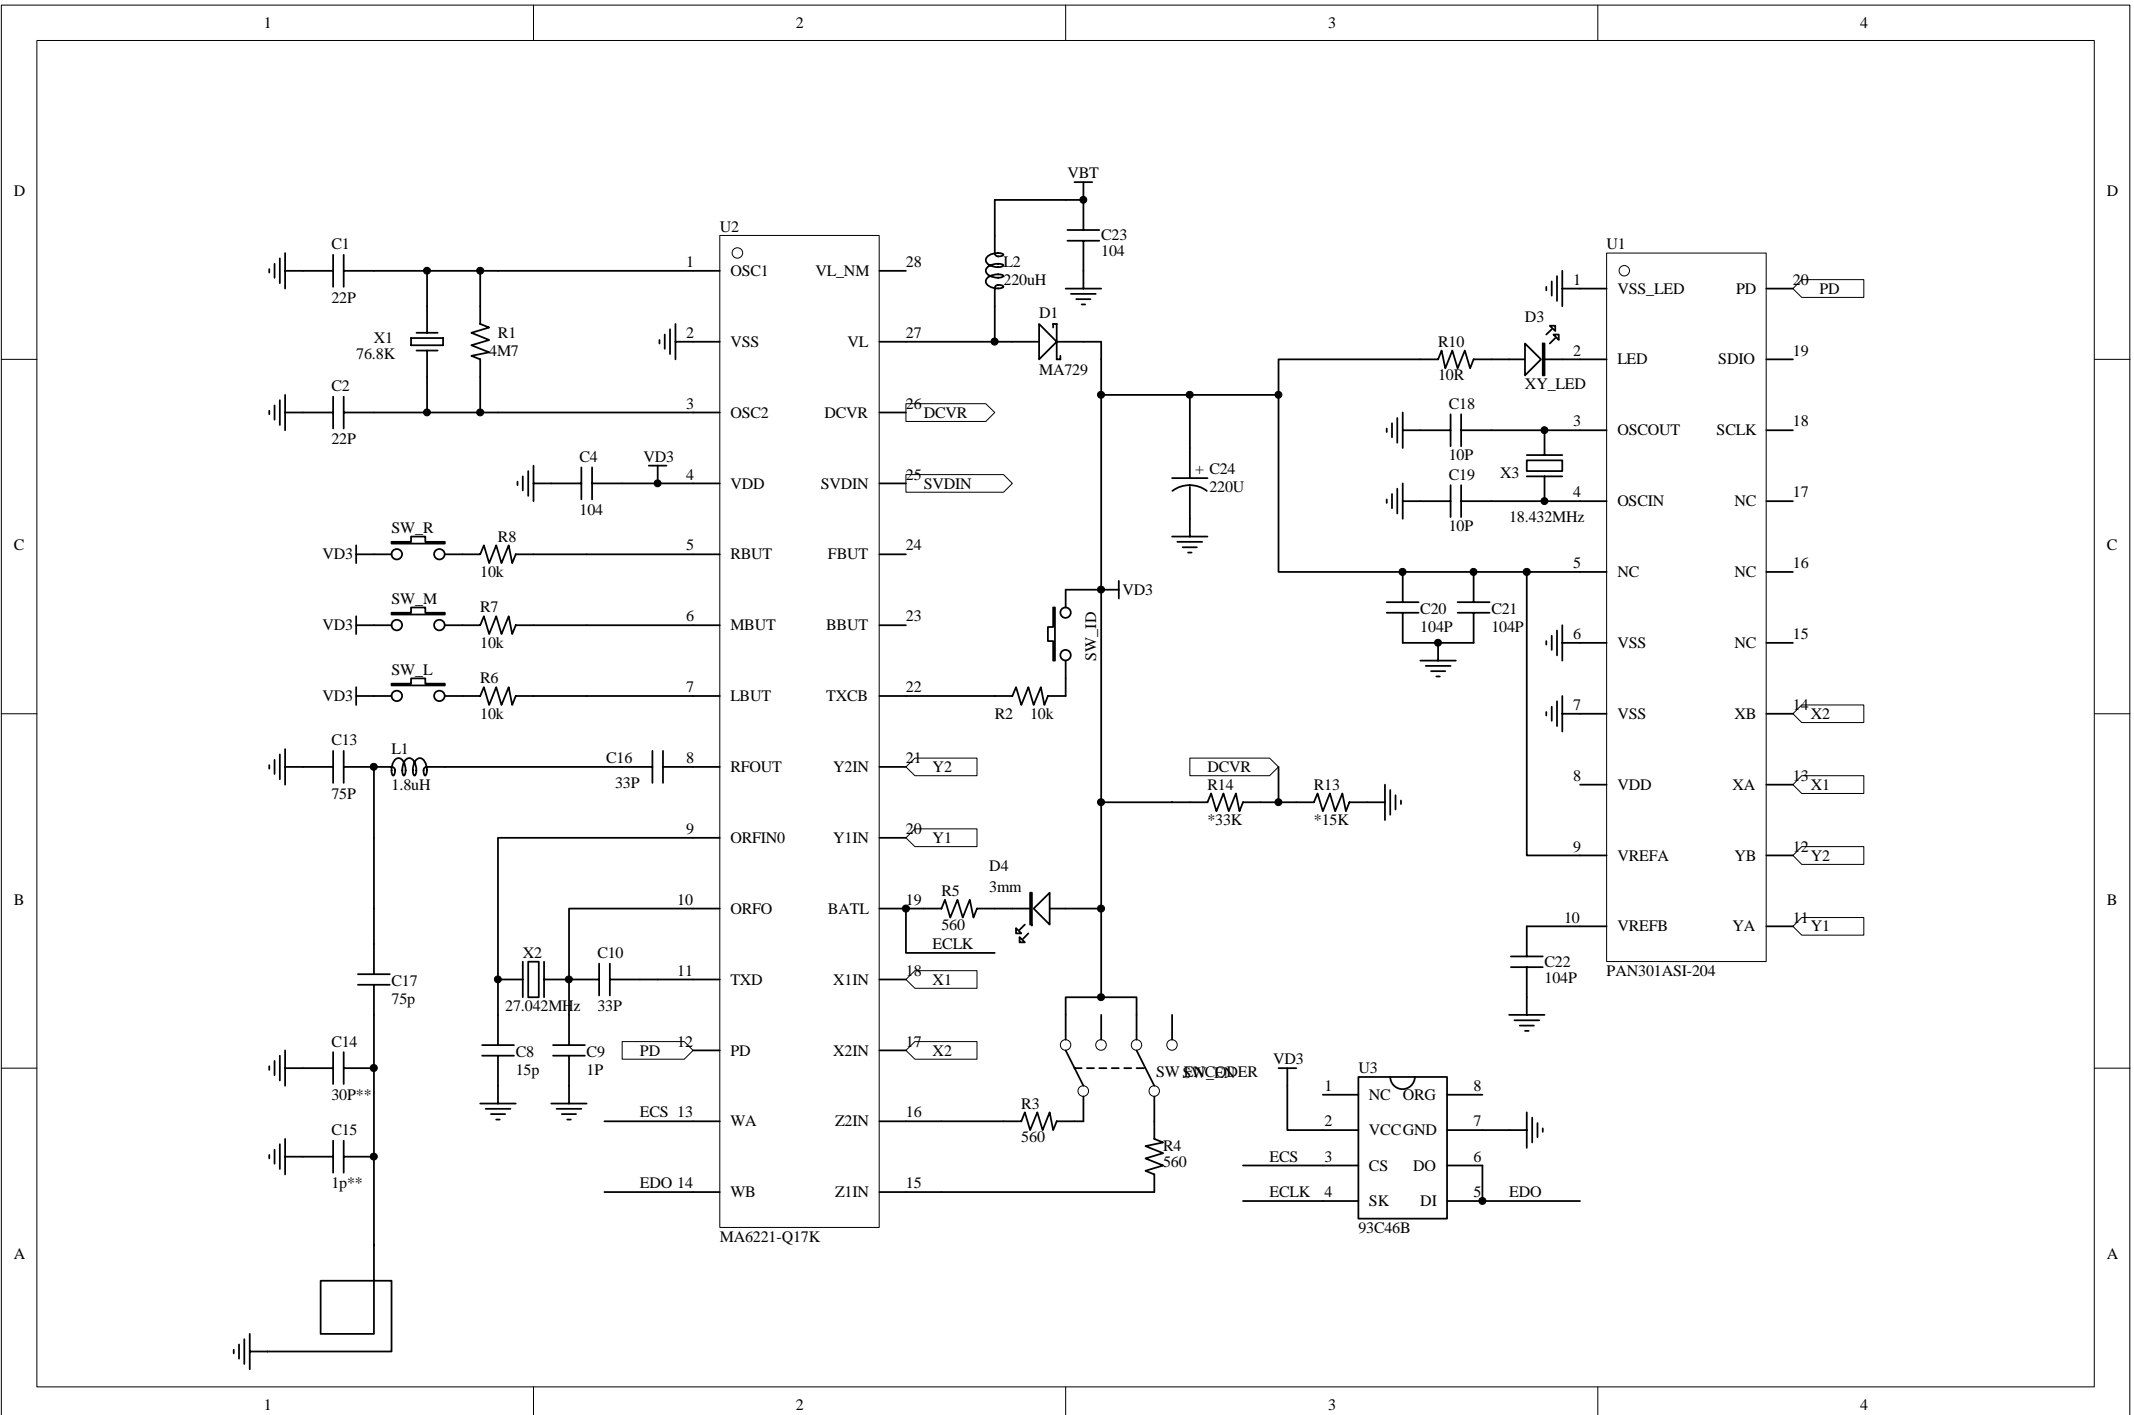 1 2 3 4
D D
C C
B B
A A
1 2 3 4
VBT
C23
104
L2
220uH
D1
MA729
U2
1 OSC1
2 VSS
3 OSC2
4 VDD
5 RBUT
6 MBUT
7 LBUT
8 RFOUT
9 ORFIN0
10 ORFO
11 TXD
12 PD
ECS 13 WA
EDO 14 WB
VL_NM 28
VL 27
DCVR 26 DCVR
SVDIN 25 SVDIN
FBUT 24
BBUT 23
TXCB 22
Y2IN 21 Y2
Y1IN 20 Y1
BATL 19
X1IN 18 X1
X2IN 17 X2
Z2IN 16
Z1IN 15
MA6221-Q17K
C1
22P
X1
76.8K
R1
4M7
C2
22P
C4
104
VD3
SW_R
VD3
R8
10k
SW_M
VD3
R7
10k
SW_L
VD3
R6
10k
C13
75P
L1
1.8uH
C16
33P
C17
75p
X2
27.042MHz
C10
33P
C8
15p
C9
1P
PD
C14
30P**
C15
1p**
C24
+
220U
VD3
SW_ID
R2 10k
DCVR
R14
*33K
R13
*15K
D4
3mm
R5
560
ECLK
SW ENCODER
SW_EN
R3
560
R4
560
U1
1 VSS_LED
2 LED
3 OSCOUT
4 OSCIN
5 NC
6 VSS
7 VSS
8 VDD
9 VREFA
10 VREFB
PD 20 PD
SDIO 19
SCLK 18
NC 17
NC 16
NC 15
XB 14 X2
XA 13 X1
YB 12 Y2
YA 11 Y1
PAN301ASI-204
D3
XY_LED
R10
10R
C18
10P
C19
10P
X3
18.432MHz
C20
104P
C21
104P
C22
104P
VD3
U3
1 NC ORG 8
2 VCC GND 7
ECS 3 CS DO 6
ECLK 4 SK DI 5 EDO
93C46B